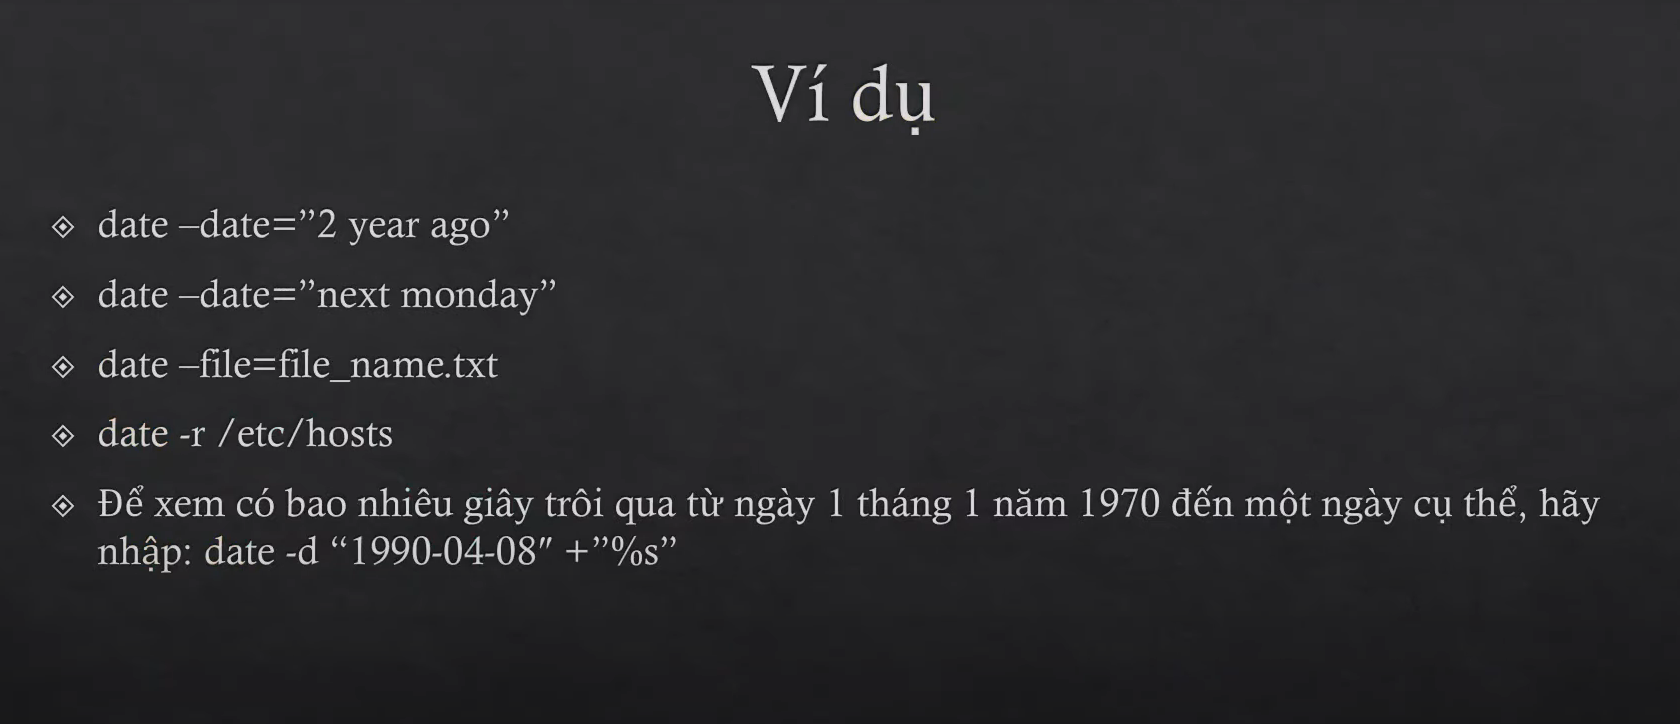 Ví dụ
date –date=”2 year ago”
date –date=”next monday”
date –file=file_name.txt
date -r /etc/hosts
Để xem có bao nhiêu giây trôi qua từ ngày 1 tháng 1 năm 1970 đến một ngày cụ thể, hãy
nhập: date -d “1990-04-08″ +”%s”